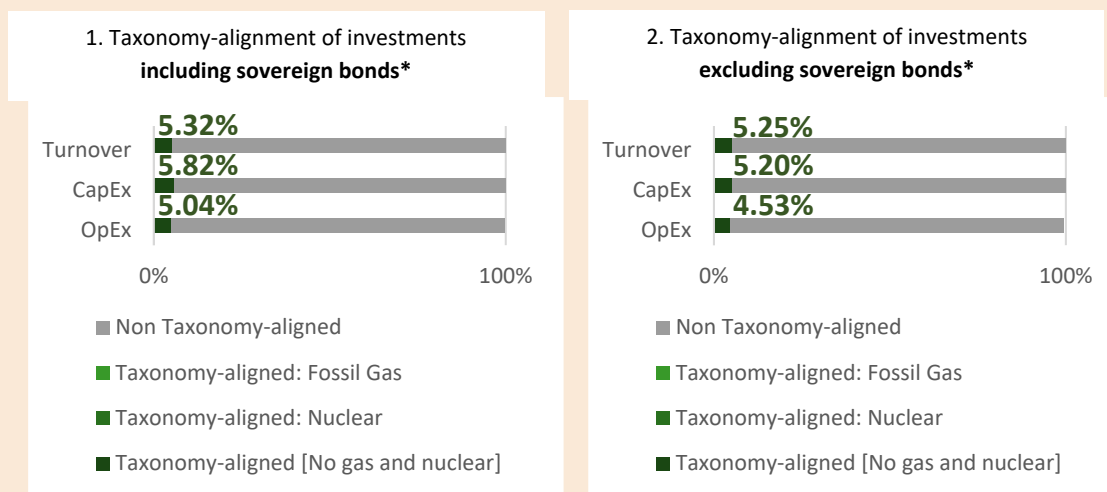 1. Taxonomy-alignment of investments
including sovereign bonds*
5.32%
Turnover
5.82%
CapEx
5.04%
OpEx
0% 100%
Non Taxonomy-aligned
Taxonomy-aligned: Fossil Gas
Taxonomy-aligned: Nuclear
Taxonomy-aligned [No gas and nuclear]
2. Taxonomy-alignment of investments
excluding sovereign bonds*
5.25%
Turnover
5.20%
CapEx
4.53%
OpEx
0% 100%
Non Taxonomy-aligned
Taxonomy-aligned: Fossil Gas
Taxonomy-aligned: Nuclear
Taxonomy-aligned [No gas and nuclear]